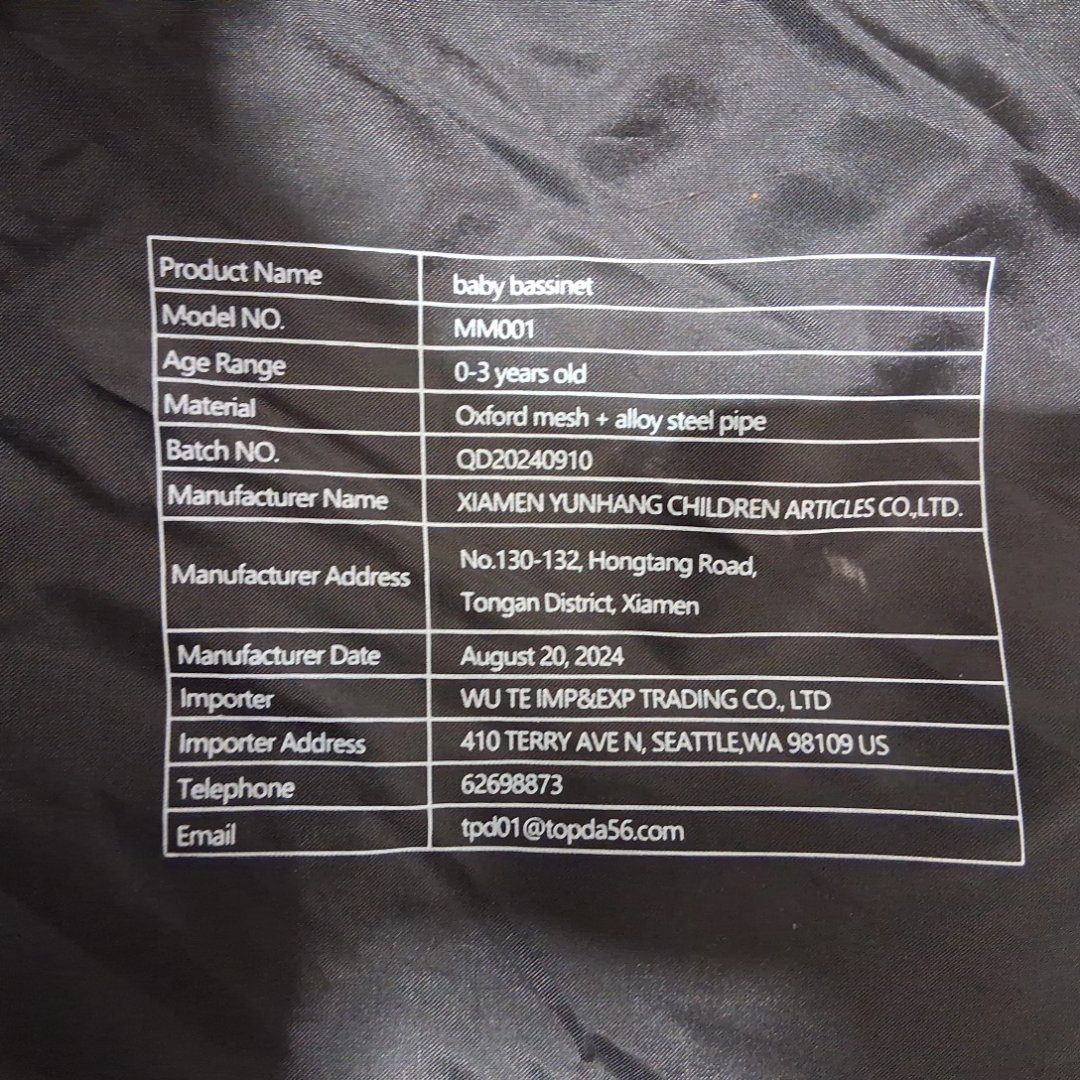 Product Name baby bassinet
Model NO. MM001
Age Range 0-3 years old
Material Oxford mesh + alloy steel pipe
Batch NO. QD20240910
Manufacturer Name XIAMEN YUNHANG CHILDREN ARTICLES CO.,LTD.
Manufacturer Address No.130-132, Hongtang Road,
Tongan District, Xiamen
Manufacturer Date August 20, 2024
Importer WU TE IMP&EXP TRADING CO., LTD
Importer Address 410 TERRY AVE N, SEATTLE,WA 98109 US
Telephone 62698873
Email tpd01@topda56.com